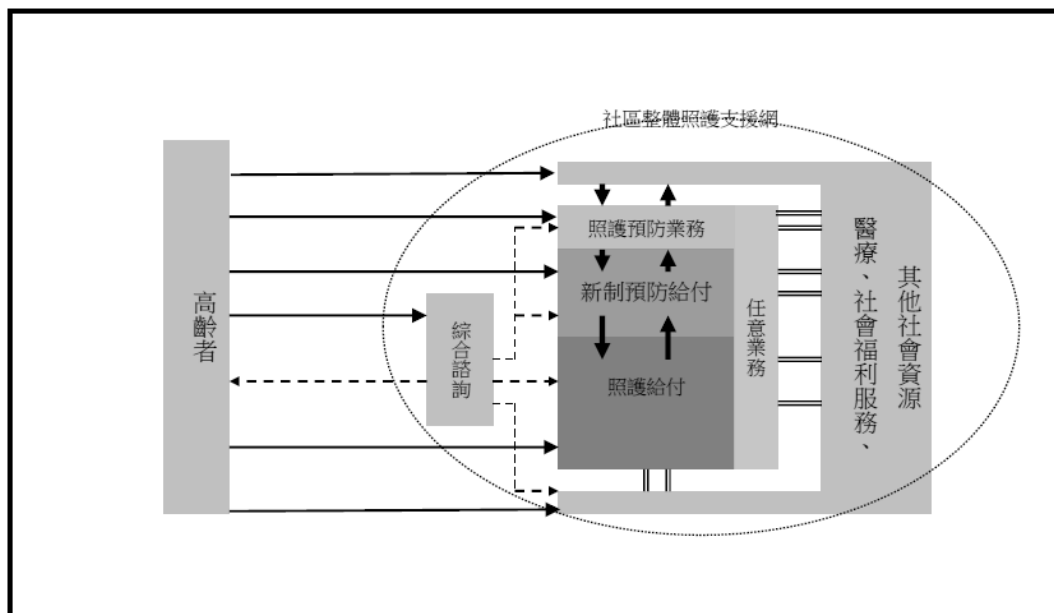 社區整體照護支援網
高齡者
綜合諮詢
照護預防業務
新制預防給付
照護給付
任意業務
醫療、社會福利服務、
其他社會資源